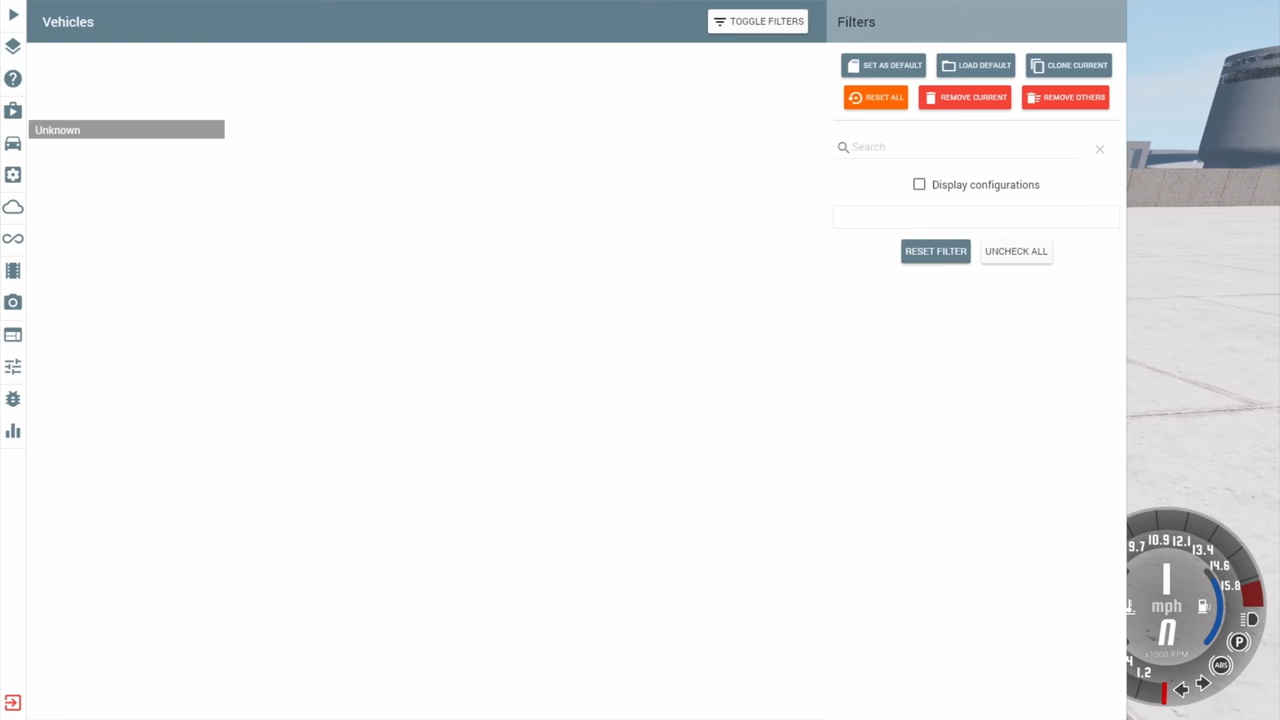 Vehicles
TOGGLE FILTERS
Filters
SET AS DEFAULT
LOAD DEFAULT
CLONE CURRENT
RESET ALL
REMOVE CURRENT
REMOVE OTHERS
Unknown
Search
Display configurations
RESET FILTER
UNCHECK ALL
9.7 10.9 12.1 13.4 14.6 15.8
mph
n
x1000 RPM
P
ABS
1.2